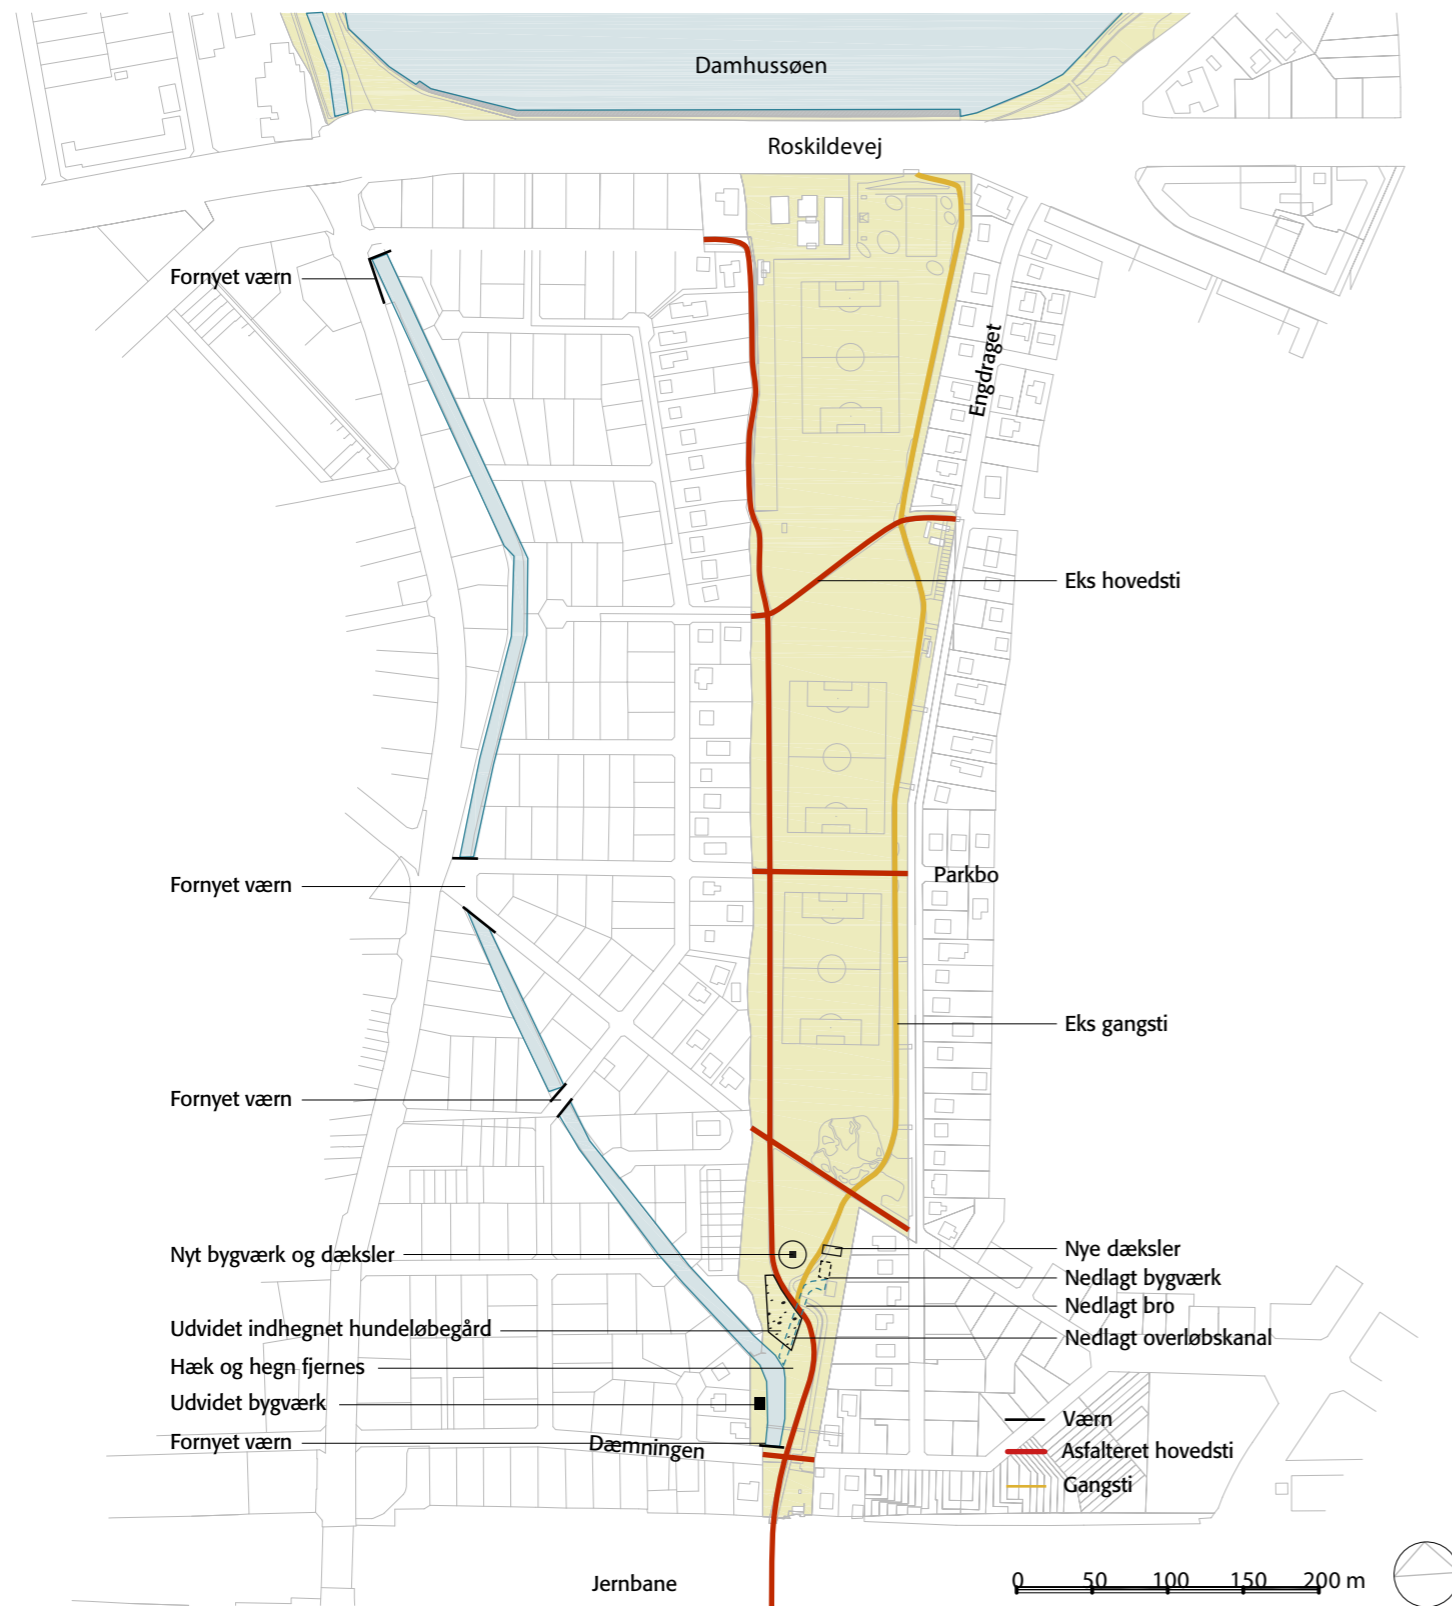 Damhussøen
Roskildevej
Fornyet værn
Engdraget
Eks hovedsti
Fornyet værn
Parkbo
Eks gangsti
Fornyet værn
Nyt bygværk og dæksler
Nye dæksler
Nedlagt bygværk
Nedlagt bro
Udvidet indhegnet hundeløbegård
Nedlagt overløbskanal
Hæk og hegn fjernes
Udvidet bygværk
Fornyet værn
Dæmningen
Værn
Asfalteret hovedsti
Gangsti
Jernbane
0 50 100 150 200 m